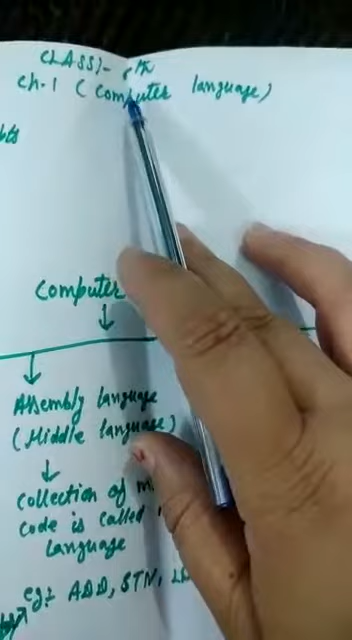 CLASS:- 8th
Ch.1 (Computer language)
Computer
Assembly language
(Middle language)
collection of
code is called
language
eg:- ADD, STN,